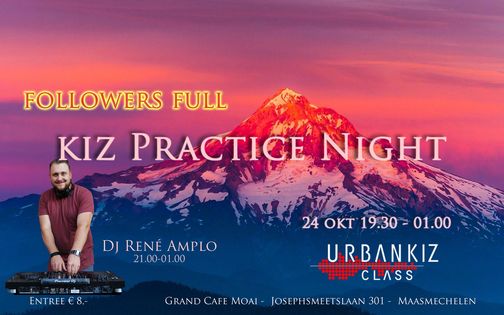 FOLLOWERS FULL
KIZ PRACTICE NIGHT
24 OKT 19.30 - 01.00
DJ RENÉ AMPLO
21.00-01.00
URBANKIZ
CLASS
ENTREE € 8,-
GRAND CAFE MOAI - JOSEPHSMEETSLAAN 301 - MAASMECHELEN